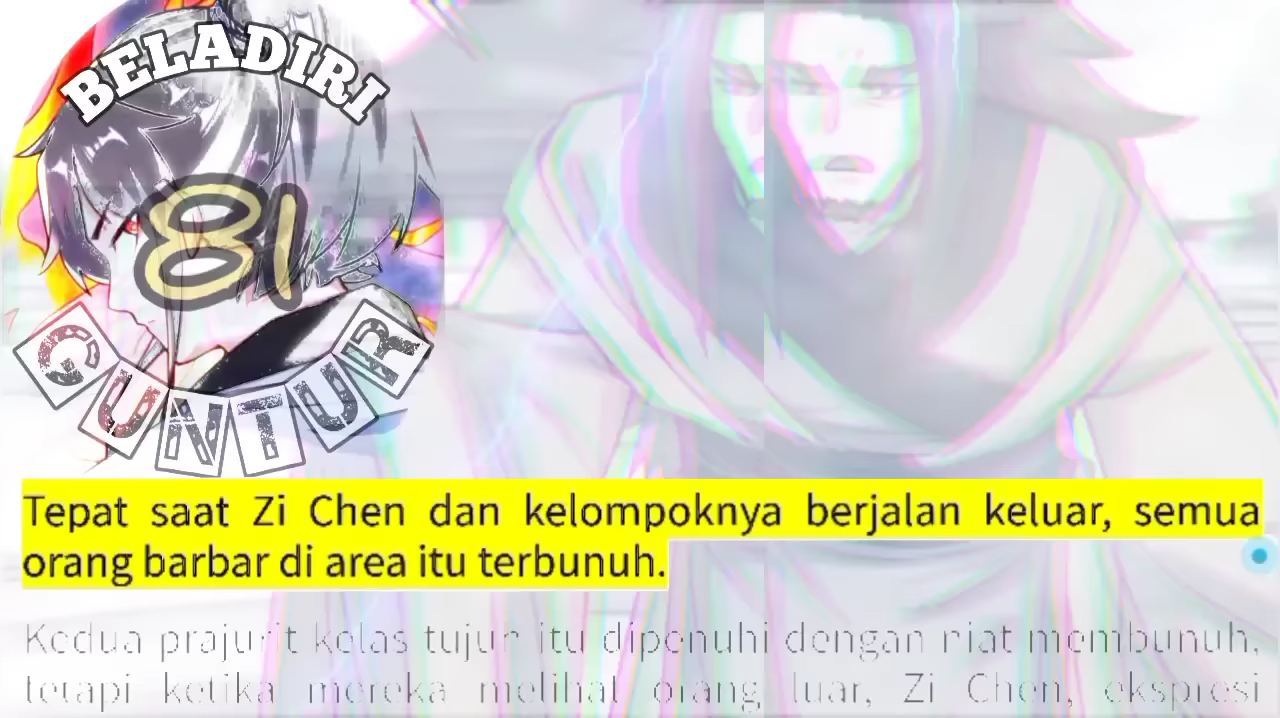 BELADIRI
81
GUNTUR
Tepat saat Zi Chen dan kelompoknya berjalan keluar, semua
orang barbar di area itu terbunuh.
Kedua prajurit kelas tujuh itu dipenuhi dengan niat membunuh,
tetapi ketika mereka melihat orang luar, Zi Chen, ekspresi